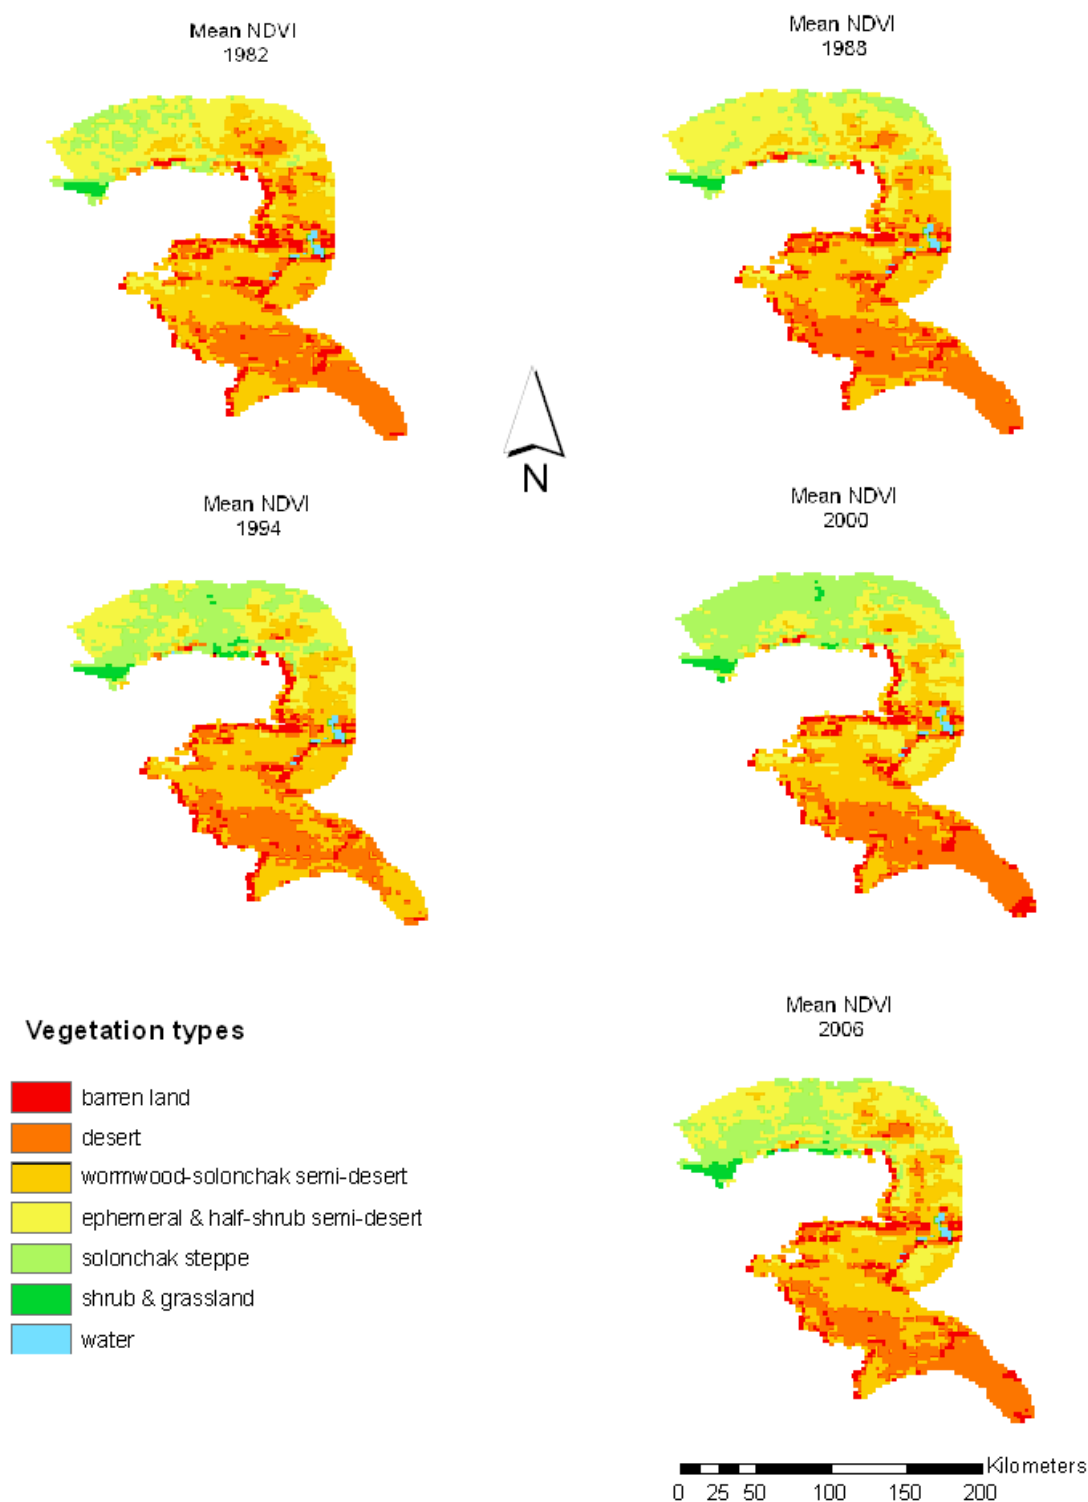 Mean NDVI
1982
Mean NDVI
1988
N
Mean NDVI
1994
Mean NDVI
2000
Mean NDVI
2006
Vegetation types
barren land
desert
wormwood-solonchak semi-desert
ephemeral & half-shrub semi-desert
solonchak steppe
shrub & grassland
water
Kilometers
0 25 50 100 150 200